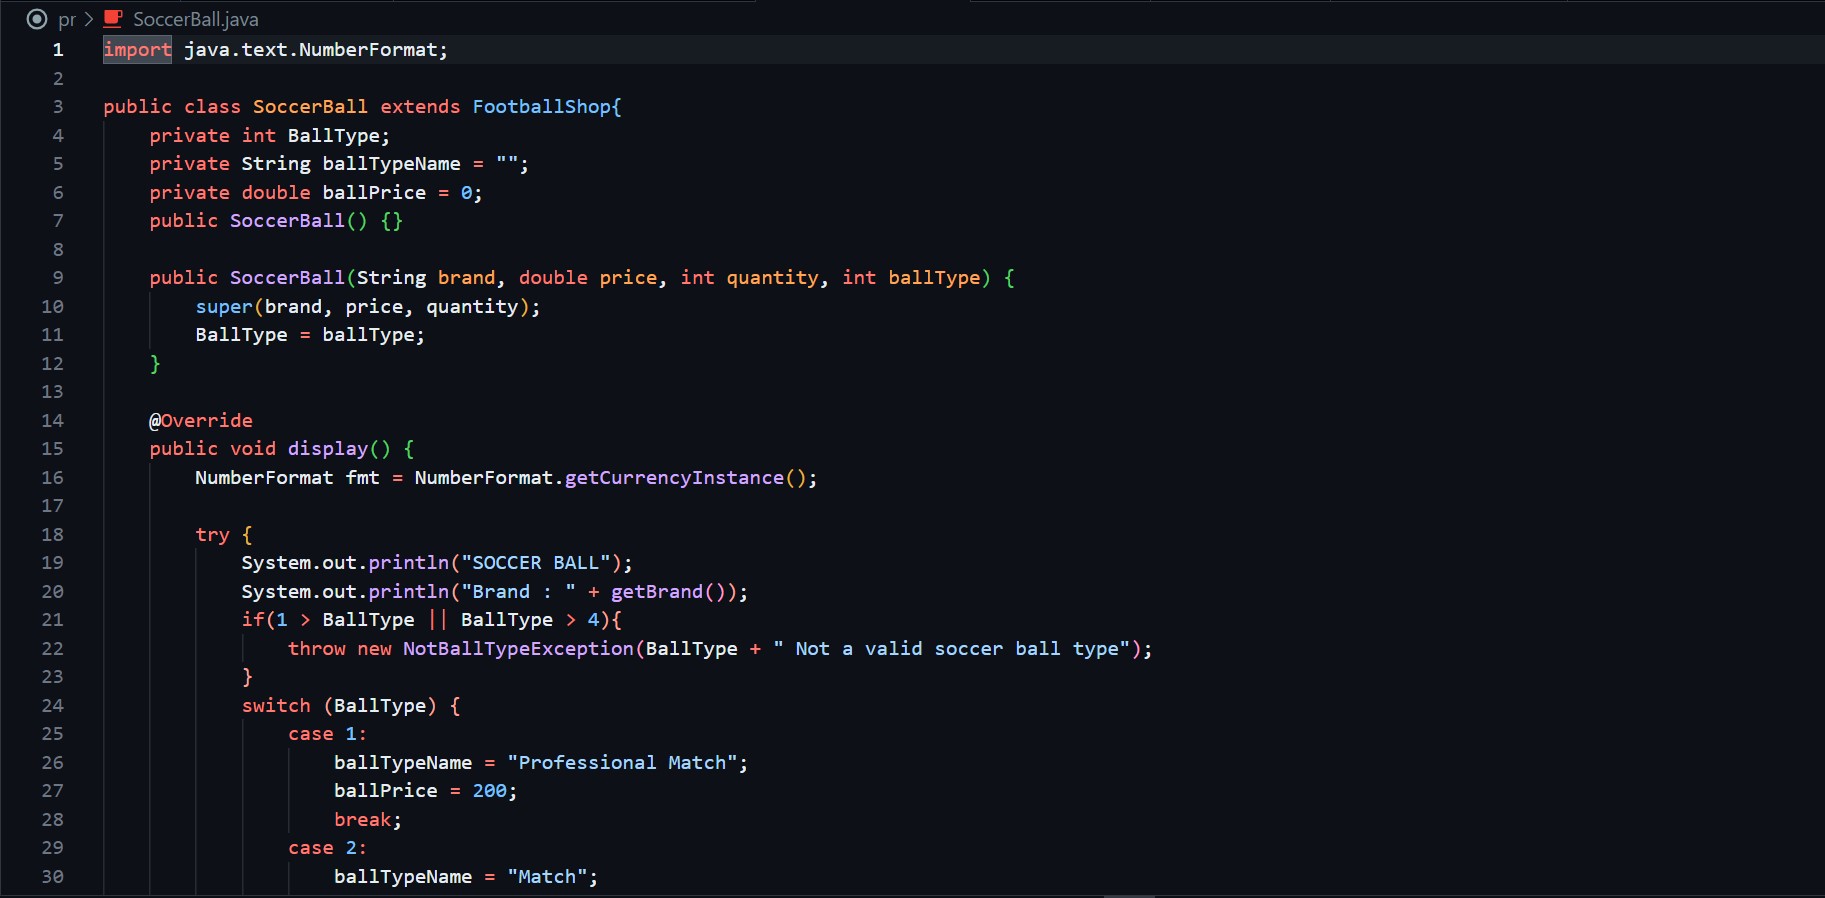 pr > SoccerBall.java
1 import java.text.NumberFormat;
2
3 public class SoccerBall extends FootballShop{
4     private int BallType;
5     private String ballTypeName = "";
6     private double ballPrice = 0;
7     public SoccerBall() {}
8
9     public SoccerBall(String brand, double price, int quantity, int ballType) {
10         super(brand, price, quantity);
11         BallType = ballType;
12     }
13
14     @Override
15     public void display() {
16         NumberFormat fmt = NumberFormat.getCurrencyInstance();
17
18         try {
19             System.out.println("SOCCER BALL");
20             System.out.println("Brand : " + getBrand());
21             if(1 > BallType || BallType > 4){
22                 throw new NotBallTypeException(BallType + " Not a valid soccer ball type");
23             }
24             switch (BallType) {
25                 case 1:
26                     ballTypeName = "Professional Match";
27                     ballPrice = 200;
28                     break;
29                 case 2:
30                     ballTypeName = "Match";